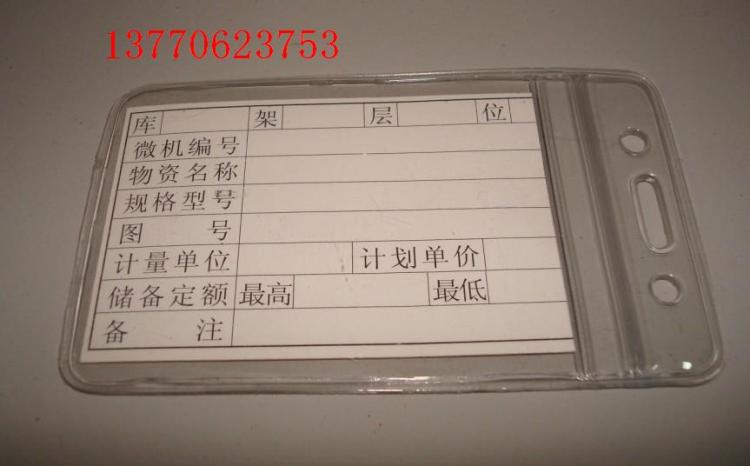 13770623753
库 架 层 位
微机编号
物资名称
规格型号
图 号
计量单位 计划单价
储备定额 最高 最低
备 注